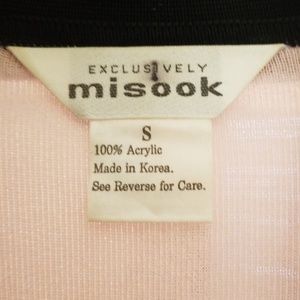 EXCLUSIVELY
misook
S
100% Acrylic
Made in Korea.
See Reverse for Care.